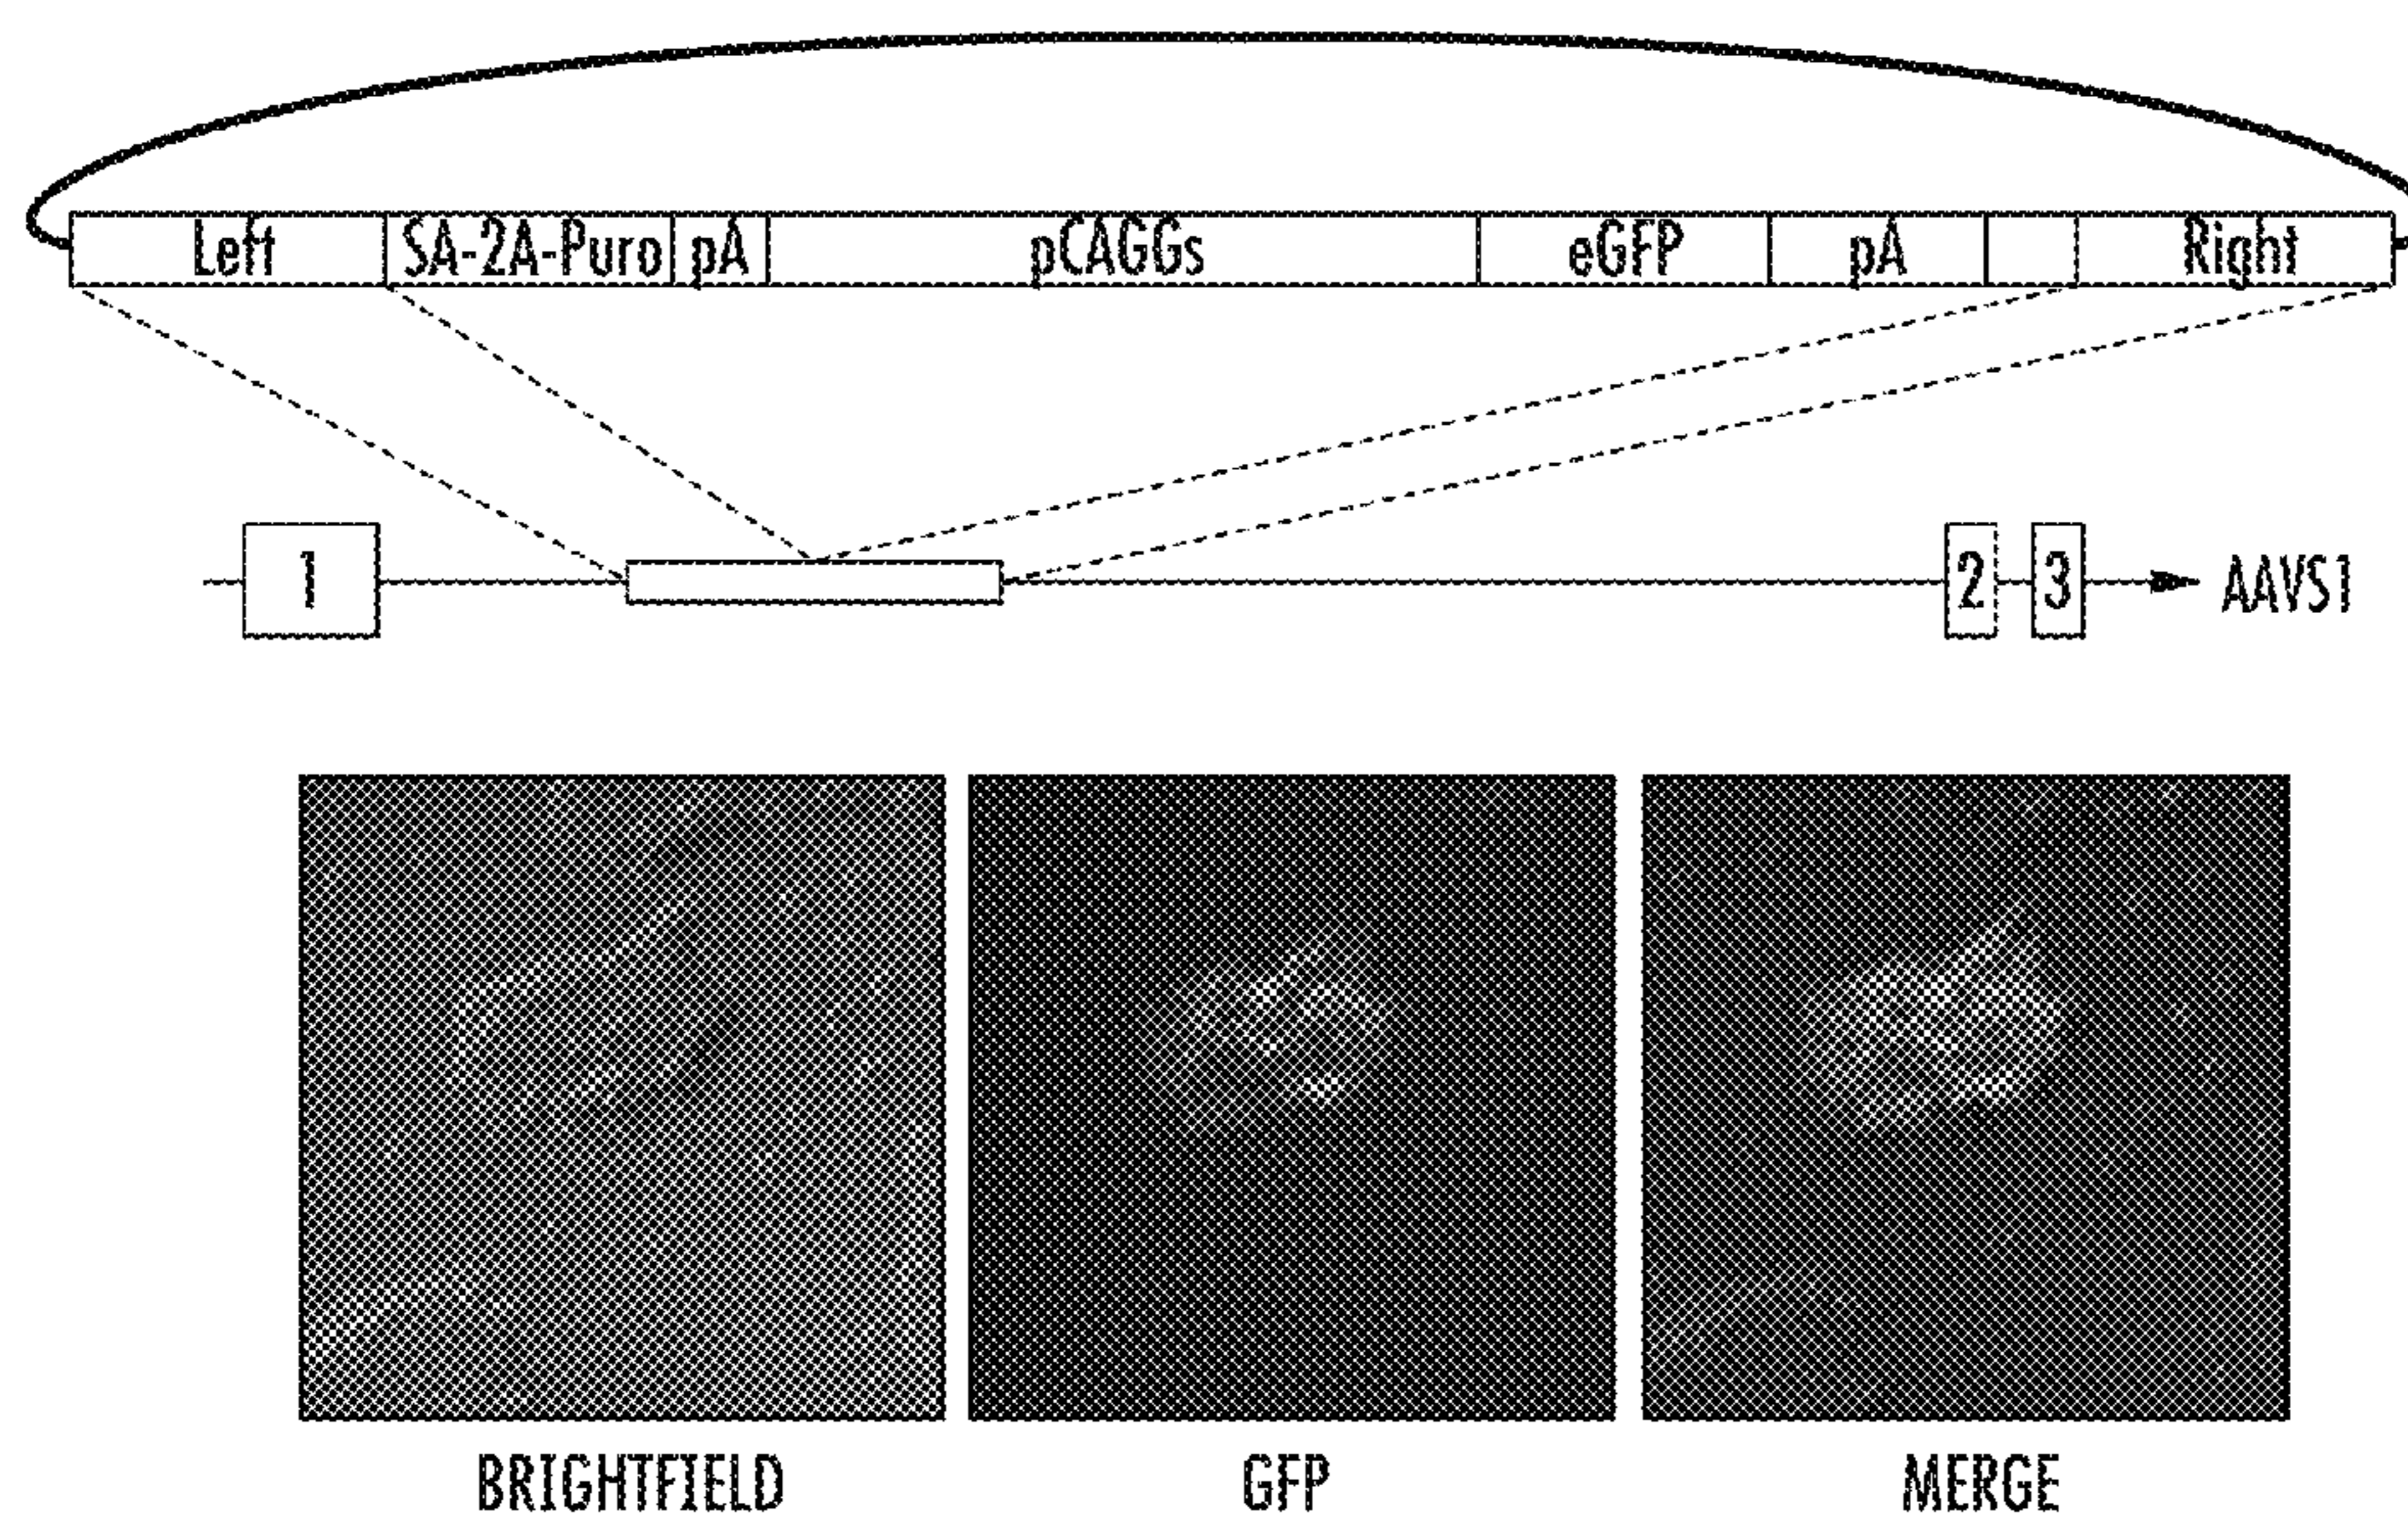 Left SA-2A-Puro pA pCAGGs eGFP pA Right
1 2 3 AAVS1
BRIGHTFIELD GFP MERGE